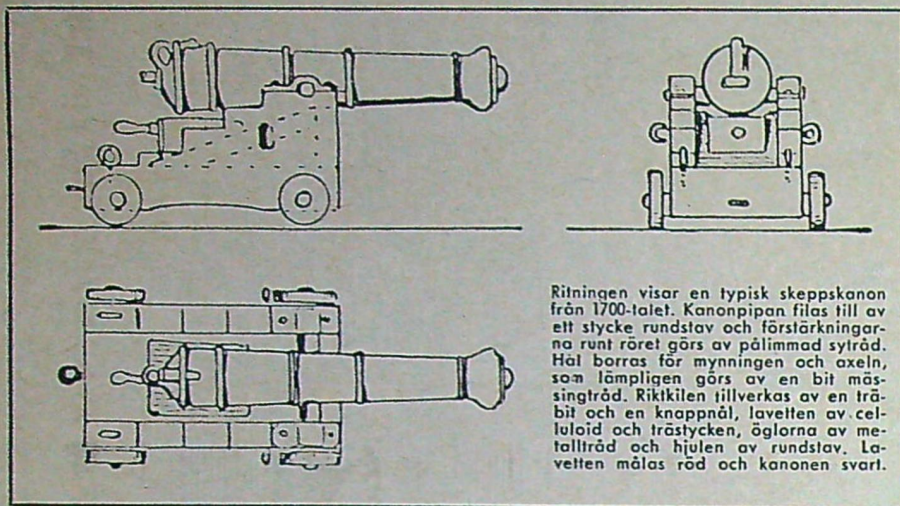 Ritningen visar en typisk skeppskanon
från 1700-talet. Kanonpipan filas till av
ett stycke rundstav och förstärkningar-
na runt röret görs av pålimmad sytråd.
Hål borras för mynningen och axeln,
som lämpligen görs av en bit mäs-
singtråd. Riktkilen tillverkas av en trä-
bit och en knappnål, lavetten av cel-
luloid och trästycken, öglorna av me-
talltråd och hjulen av rundstav. La-
vetten målas röd och kanonen svart.